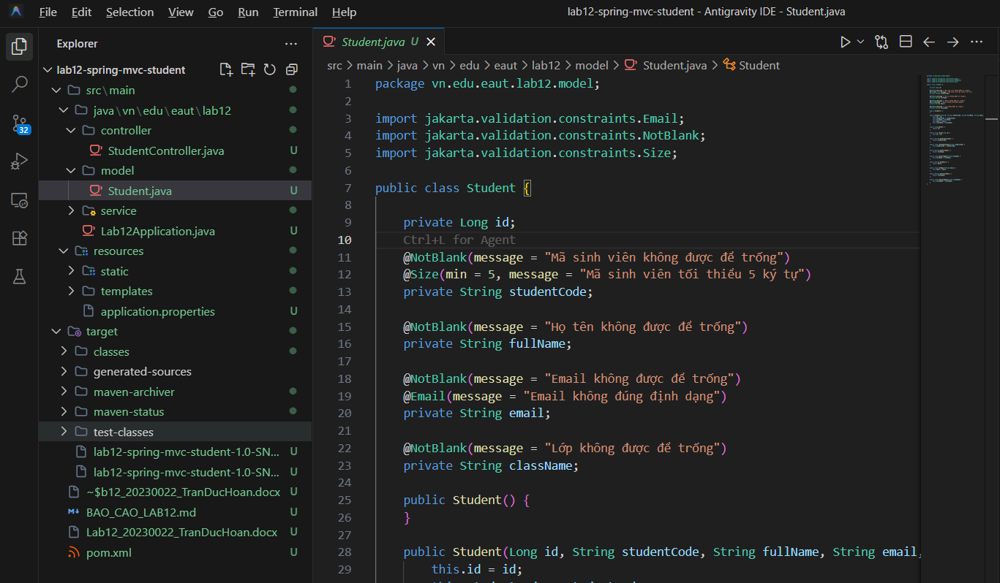 File Edit Selection View Go Run Terminal Help
lab12-spring-mvc-student - Antigravity IDE - Student.java
Explorer
lab12-spring-mvc-student
src\main
java\vn\edu\eaut\lab12
controller
StudentController.java U
model
Student.java U
service
Lab12Application.java U
resources
static
templates
application.properties U
target
classes
generated-sources
maven-archiver
maven-status
test-classes
lab12-spring-mvc-student-1.0-SN... U
lab12-spring-mvc-student-1.0-SN... U
~$b12_20230022_TranDucHoan.docx U
BAO_CAO_LAB12.md U
Lab12_20230022_TranDucHoan.docx U
pom.xml U
32
Student.java U
src > main > java > vn > edu > eaut > lab12 > model > Student.java > Student
1 package vn.edu.eaut.lab12.model;
2
3 import jakarta.validation.constraints.Email;
4 import jakarta.validation.constraints.NotBlank;
5 import jakarta.validation.constraints.Size;
6
7 public class Student {
8
9 private Long id;
10 Ctrl+L for Agent
11 @NotBlank(message = "Mã sinh viên không được để trống")
12 @Size(min = 5, message = "Mã sinh viên tối thiểu 5 ký tự")
13 private String studentCode;
14
15 @NotBlank(message = "Họ tên không được để trống")
16 private String fullName;
17
18 @NotBlank(message = "Email không được để trống")
19 @Email(message = "Email không đúng định dạng")
20 private String email;
21
22 @NotBlank(message = "Lớp không được để trống")
23 private String className;
24
25 public Student() {
26 }
27
28 public Student(Long id, String studentCode, String fullName, String email,
29 this.id = id;